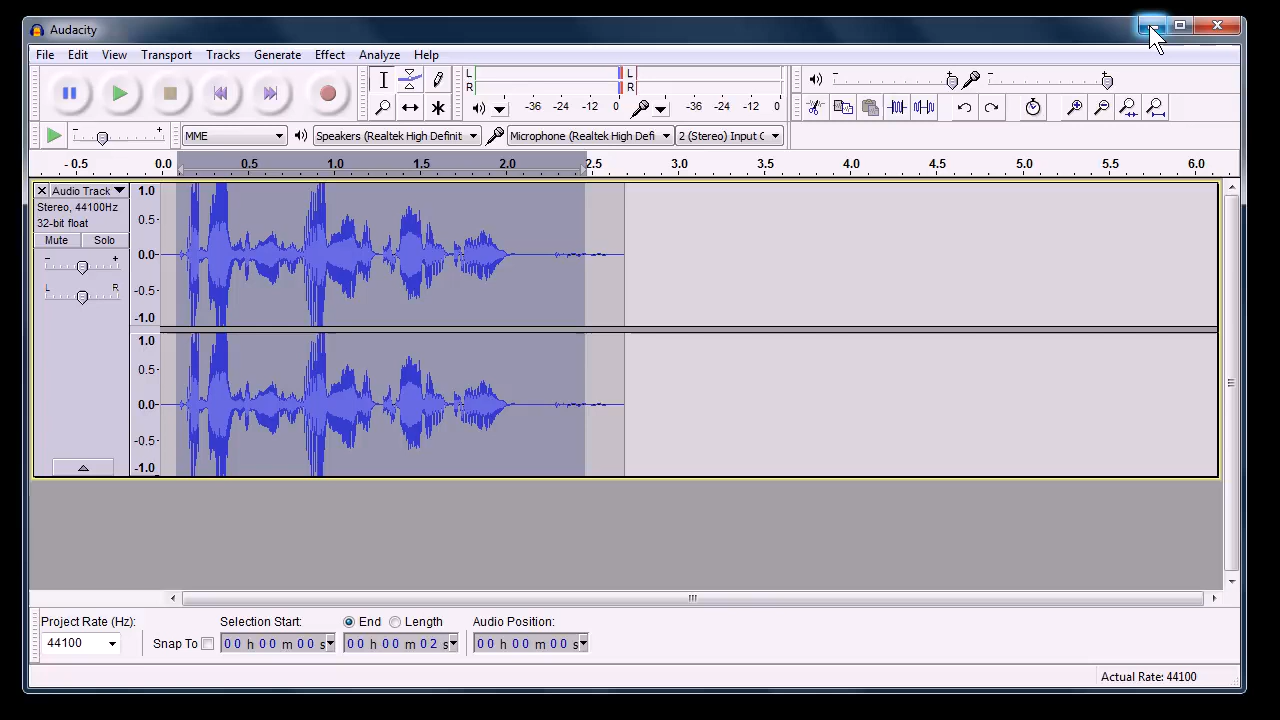 Audacity
File Edit View Transport Tracks Generate Effect Analyze Help
L L
R R
-36 -24 -12 0 -36 -24 -12 0
MME Speakers (Realtek High Definit Microphone (Realtek High Defi 2 (Stereo) Input C
-0.5 0.0 0.5 1.0 1.5 2.0 2.5 3.0 3.5 4.0 4.5 5.0 5.5 6.0
Audio Track 1.0
Stereo, 44100Hz
32-bit float 0.5
Mute Solo
0.0
L R
-0.5
-1.0
1.0
0.5
0.0
-0.5
-1.0
Project Rate (Hz): Selection Start: End Length Audio Position:
44100 Snap To 00 h 00 m 00 s 00 h 00 m 02 s 00 h 00 m 00 s
Actual Rate: 44100